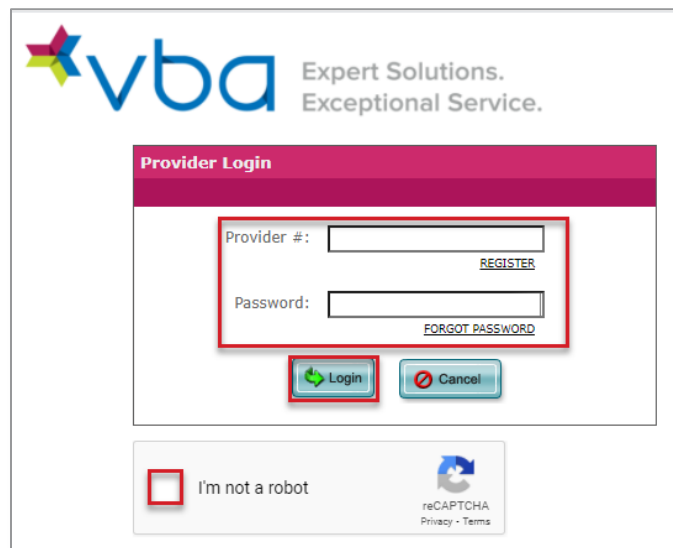 vba
Expert Solutions.
Exceptional Service.
Provider Login
Provider #:
REGISTER
Password:
FORGOT PASSWORD
Login Cancel
I'm not a robot
reCAPTCHA
Privacy - Terms